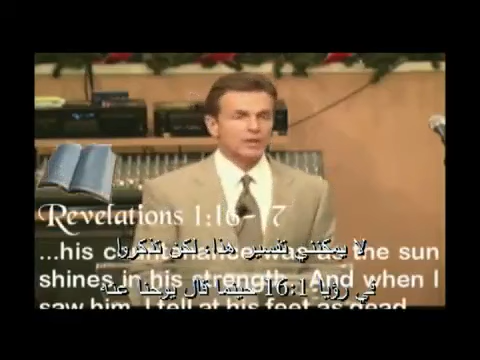 Revelations 1:16-17
لا يمكنني تفسير هذا، لكن تذكروا
...his countenance was as the sun
shines in his strength. And when I
في رؤيا 16:1 حينما قال يوحنا عنه
saw him, I fell at his feet as dead